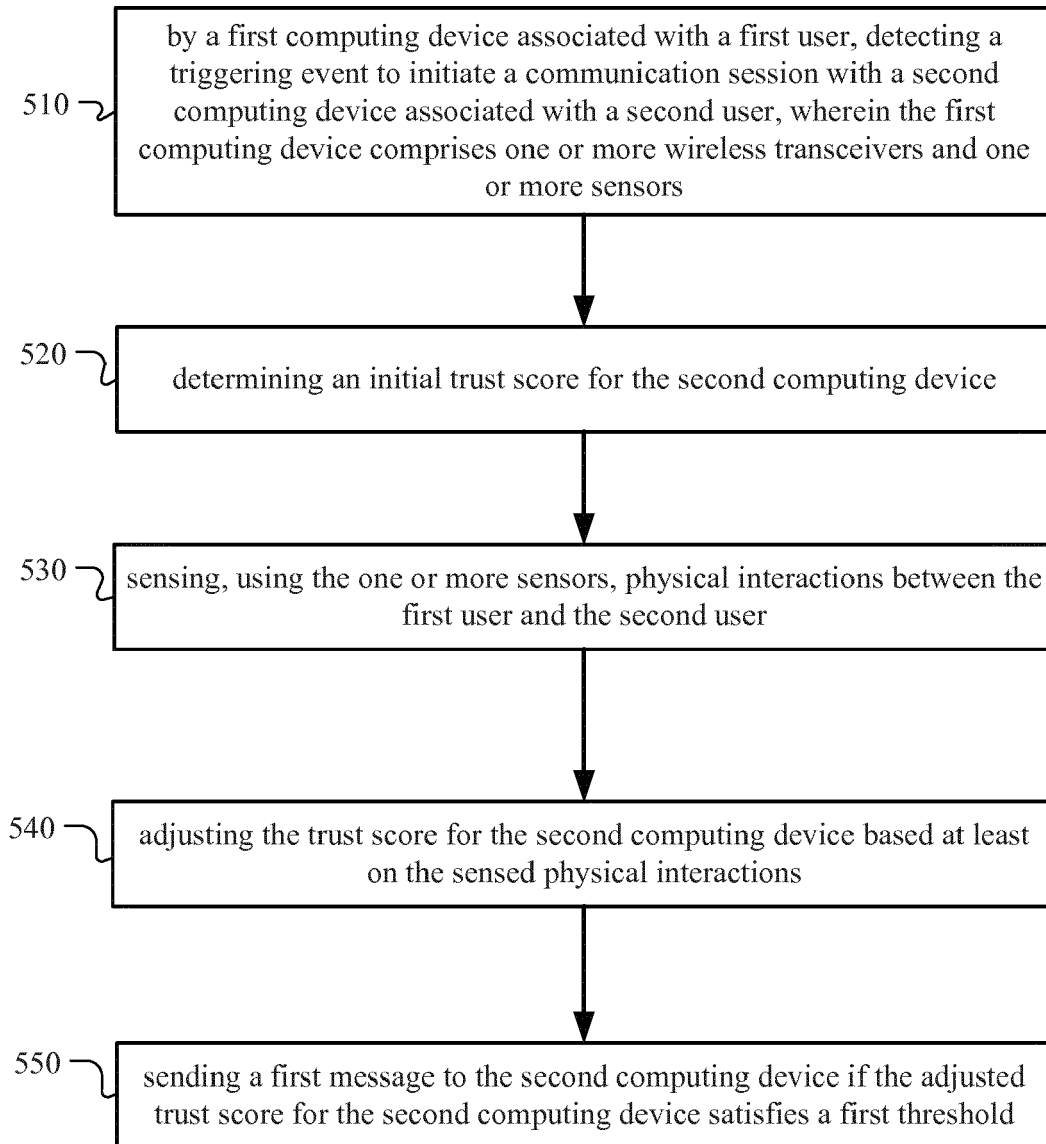 510
by a first computing device associated with a first user, detecting a
triggering event to initiate a communication session with a second
computing device associated with a second user, wherein the first
computing device comprises one or more wireless transceivers and one
or more sensors
520
determining an initial trust score for the second computing device
530
sensing, using the one or more sensors, physical interactions between the
first user and the second user
540
adjusting the trust score for the second computing device based at least
on the sensed physical interactions
550
sending a first message to the second computing device if the adjusted
trust score for the second computing device satisfies a first threshold